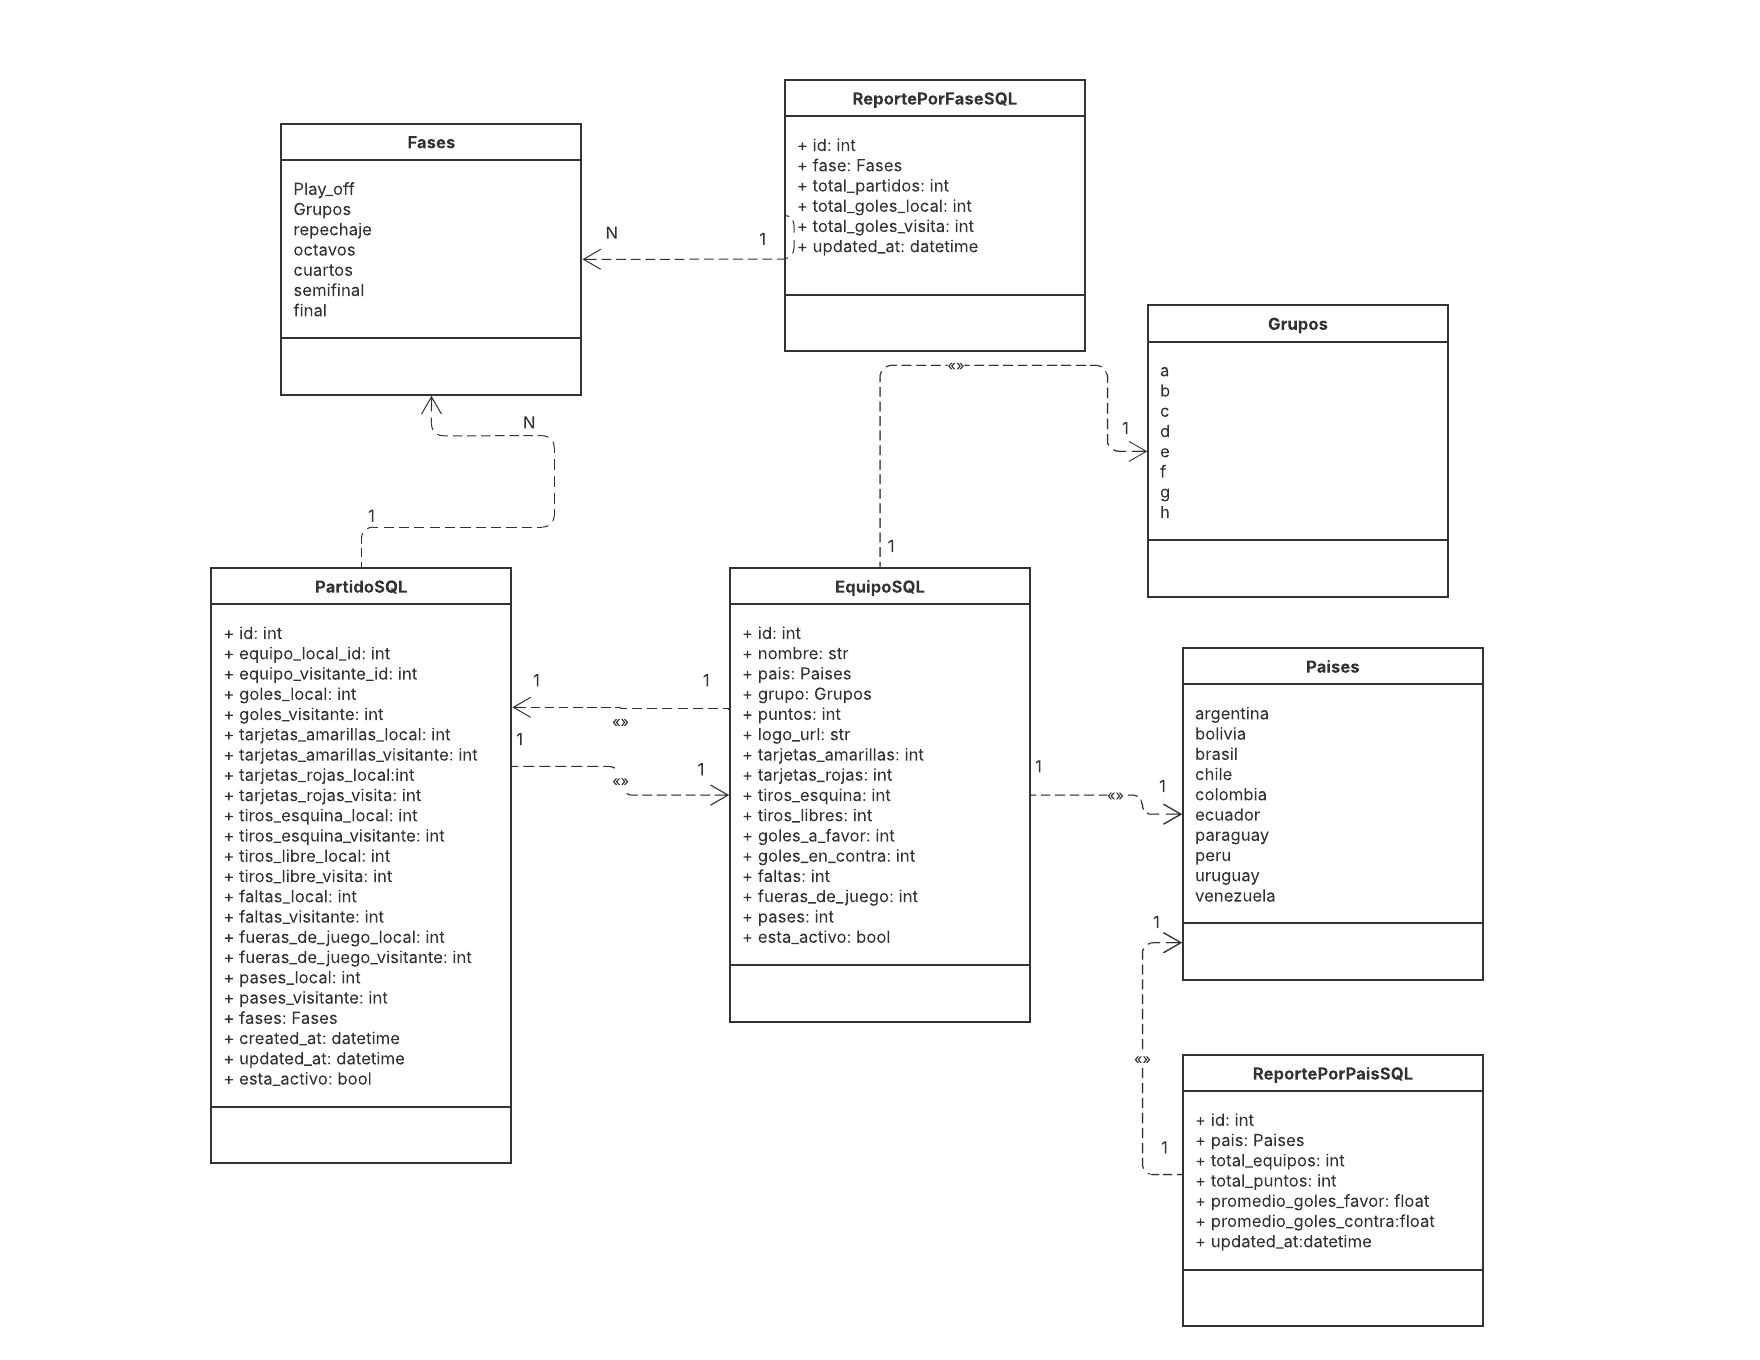 ReportePorFaseSQL
+ id: int
+ fase: Fases
+ total_partidos: int
+ total_goles_local: int
+ total_goles_visita: int
+ updated_at: datetime
Fases
Play_off
Grupos
repechaje
octavos
cuartos
semifinal
final
N
1
Grupos
a
b
c
d
e
f
g
h
«»
1
1
N
1
PartidoSQL
+ id: int
+ equipo_local_id: int
+ equipo_visitante_id: int
+ goles_local: int
+ goles_visitante: int
+ tarjetas_amarillas_local: int
+ tarjetas_amarillas_visitante: int
+ tarjetas_rojas_local:int
+ tarjetas_rojas_visita: int
+ tiros_esquina_local: int
+ tiros_esquina_visitante: int
+ tiros_libre_local: int
+ tiros_libre_visita: int
+ faltas_local: int
+ faltas_visitante: int
+ fueras_de_juego_local: int
+ fueras_de_juego_visitante: int
+ pases_local: int
+ pases_visitante: int
+ fases: Fases
+ created_at: datetime
+ updated_at: datetime
+ esta_activo: bool
1
1
«»
1
1
«»
EquipoSQL
+ id: int
+ nombre: str
+ pais: Paises
+ grupo: Grupos
+ puntos: int
+ logo_url: str
+ tarjetas_amarillas: int
+ tarjetas_rojas: int
+ tiros_esquina: int
+ tiros_libres: int
+ goles_a_favor: int
+ goles_en_contra: int
+ faltas: int
+ fueras_de_juego: int
+ pases: int
+ esta_activo: bool
1
«»
1
Paises
argentina
bolivia
brasil
chile
colombia
ecuador
paraguay
peru
uruguay
venezuela
1
«»
1
ReportePorPaisSQL
+ id: int
+ pais: Paises
+ total_equipos: int
+ total_puntos: int
+ promedio_goles_favor: float
+ promedio_goles_contra:float
+ updated_at:datetime